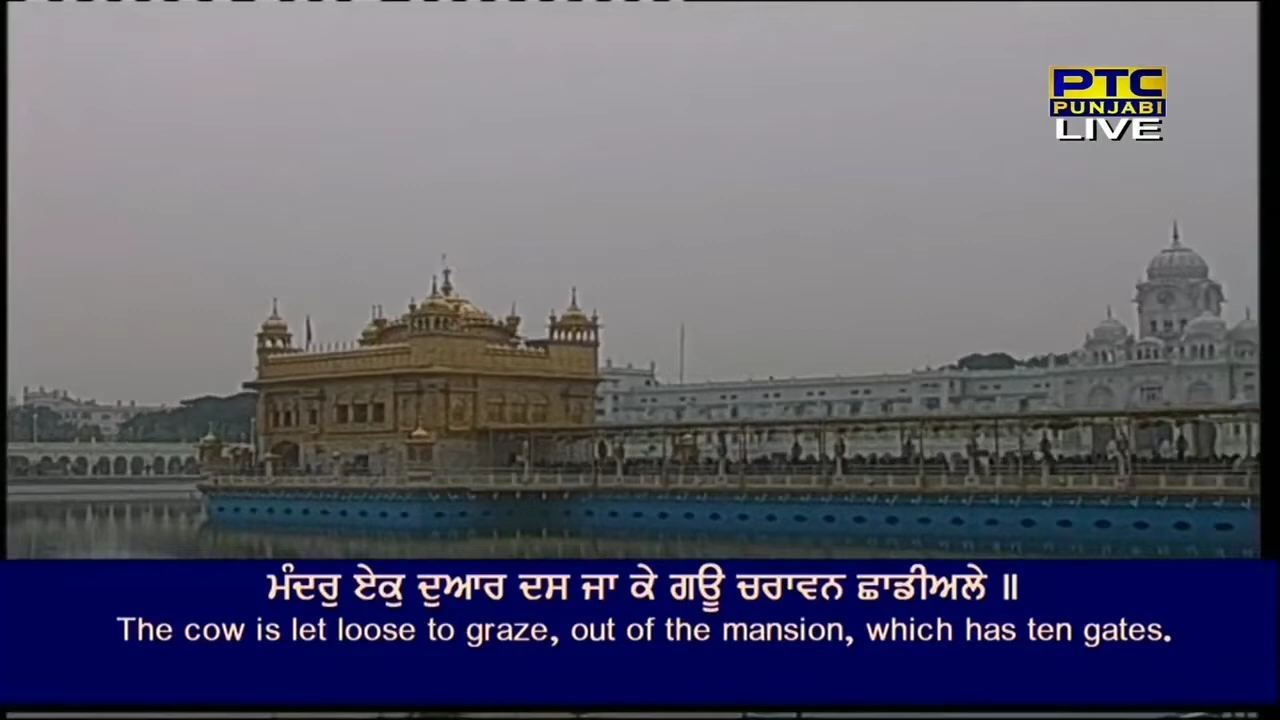 PTC
PUNJABI
LIVE
ਮੰਦਰੁ ਏਕੁ ਦੁਆਰ ਦਸ ਜਾ ਕੇ ਗਊ ਚਰਾਵਨ ਛਾਡੀਅਲੇ ॥
The cow is let loose to graze, out of the mansion, which has ten gates.